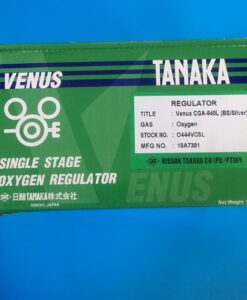 VENUS
TANAKA
REGULATOR
TITLE : Venus CGA-540L (BS/Silver)
GAS : Oxygen
STOCK NO. : O444VCSL
MFG NO. : 19A7391
NISSAN TANAKA CORPORATION
SINGLE STAGE
OXYGEN REGULATOR
日酸TANAKA株式会社
TOKYO, JAPAN
VENUS